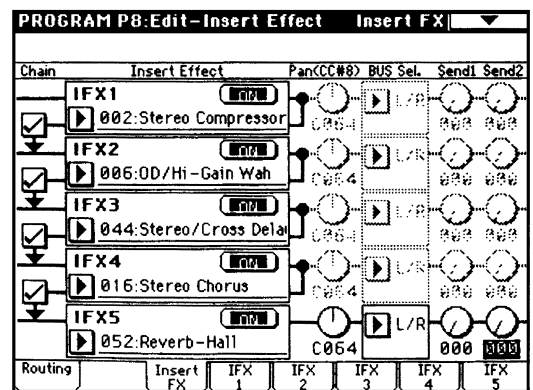 PROGRAM P8:Edit-Insert Effect Insert FX
Chain Insert Effect Pan(CC#8) BUS Sel. Send1 Send2
IFX1 ON
002:Stereo Compressor C064 L/R 000 000
IFX2 ON
006:OD/Hi-Gain Wah C064 L/R 000 000
IFX3 ON
044:Stereo/Cross Dela C064 L/R 000 000
IFX4 ON
016:Stereo Chorus C064 L/R 000 000
IFX5 ON
052:Reverb-Hall C064 L/R 000 000
Routing Insert FX IFX 1 IFX 2 IFX 3 IFX 4 IFX 5